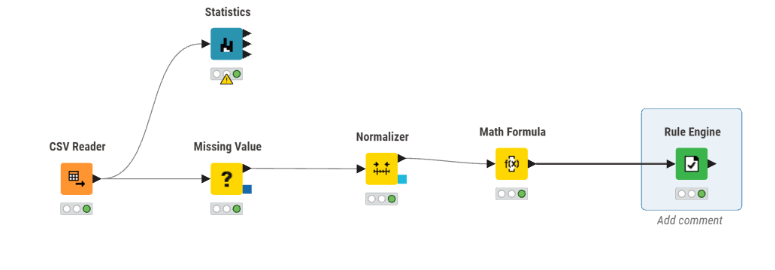 Statistics
CSV Reader
Missing Value
?
Normalizer
Math Formula
f(x)
Rule Engine
Add comment